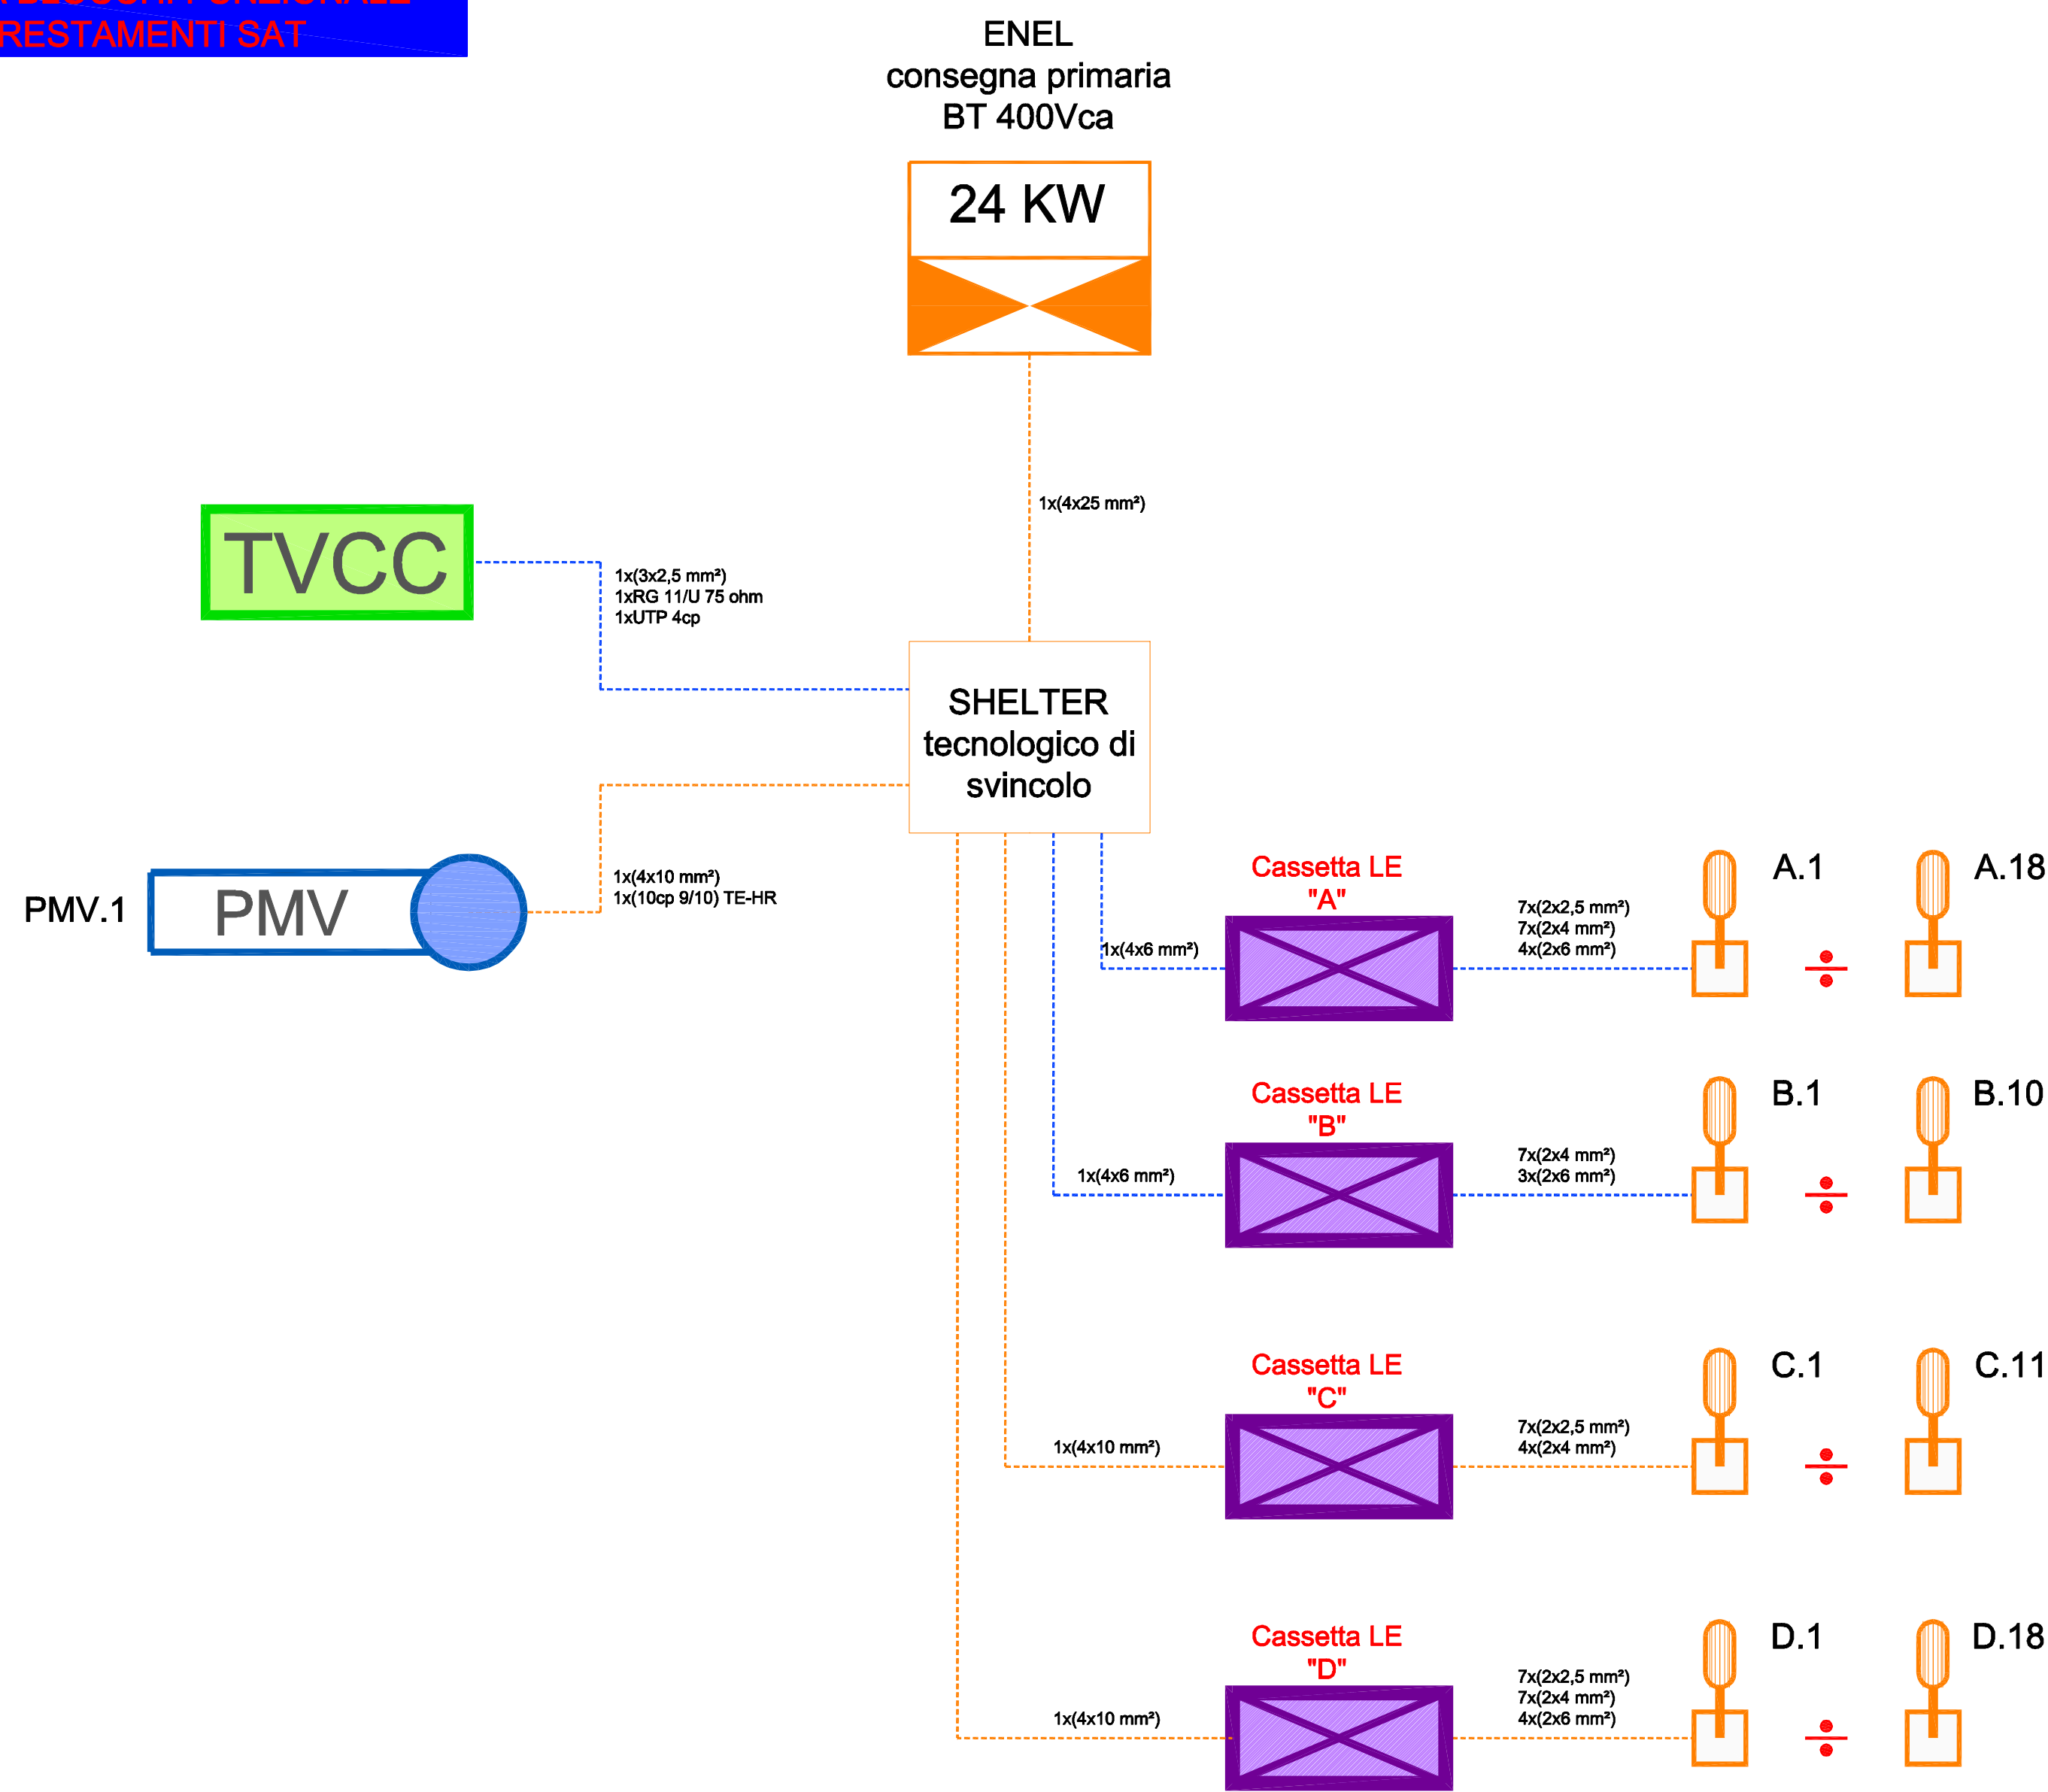 FUNZIONALE
RESTAMENTI SAT
ENEL
consegna primaria
BT 400Vca
24 KW
1x(4x25 mm²)
TVCC
1x(3x2,5 mm²)
1xRG 11/U 75 ohm
1xUTP 4cp
SHELTER
tecnologico di
svincolo
PMV.1
PMV
1x(4x10 mm²)
1x(10cp 9/10) TE-HR
Cassetta LE
"A"
1x(4x6 mm²)
7x(2x2,5 mm²)
7x(2x4 mm²)
4x(2x6 mm²)
A.1
A.18
Cassetta LE
"B"
1x(4x6 mm²)
7x(2x4 mm²)
3x(2x6 mm²)
B.1
B.10
Cassetta LE
"C"
1x(4x10 mm²)
7x(2x2,5 mm²)
4x(2x4 mm²)
C.1
C.11
Cassetta LE
"D"
1x(4x10 mm²)
7x(2x2,5 mm²)
7x(2x4 mm²)
4x(2x6 mm²)
D.1
D.18